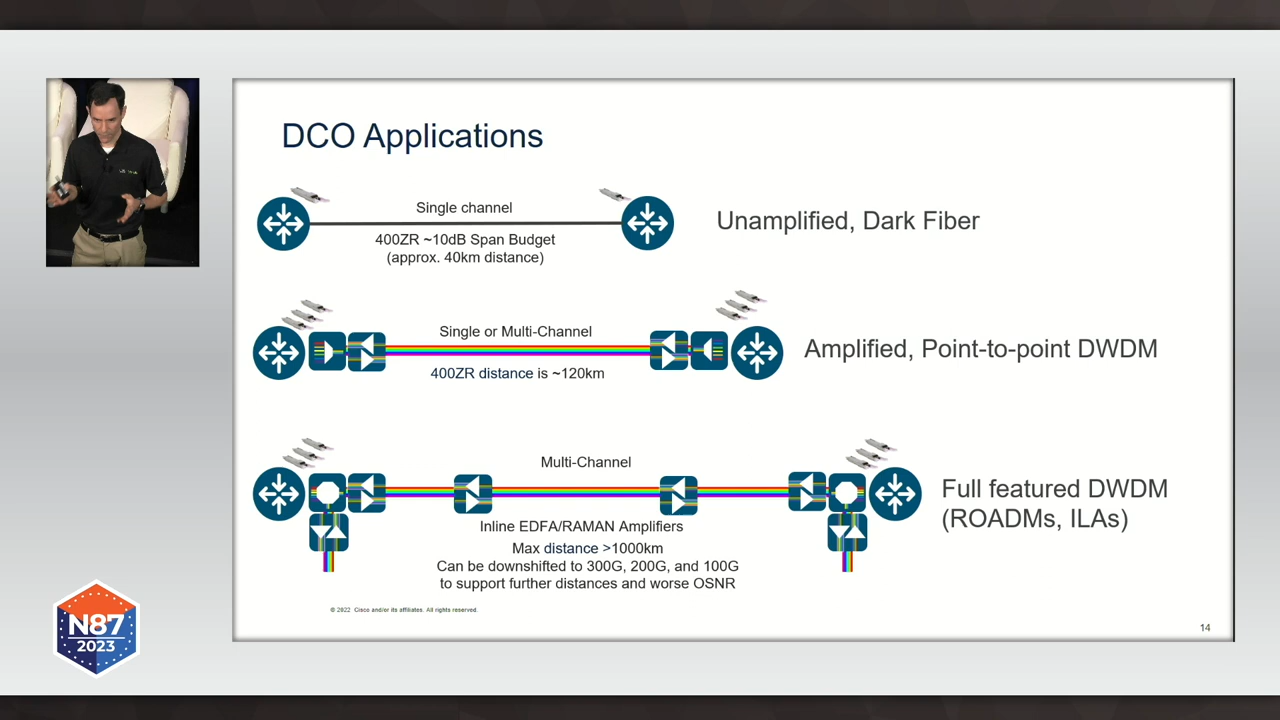 DCO Applications
Single channel
400ZR ~10dB Span Budget
(approx. 40km distance)
Unamplified, Dark Fiber
Single or Multi-Channel
400ZR distance is ~120km
Amplified, Point-to-point DWDM
Multi-Channel
Inline EDFA/RAMAN Amplifiers
Max distance >1000km
Can be downshifted to 300G, 200G, and 100G
to support further distances and worse OSNR
Full featured DWDM
(ROADMs, ILAs)
© 2022 Cisco and/or its affiliates. All rights reserved.
14
N87
2023